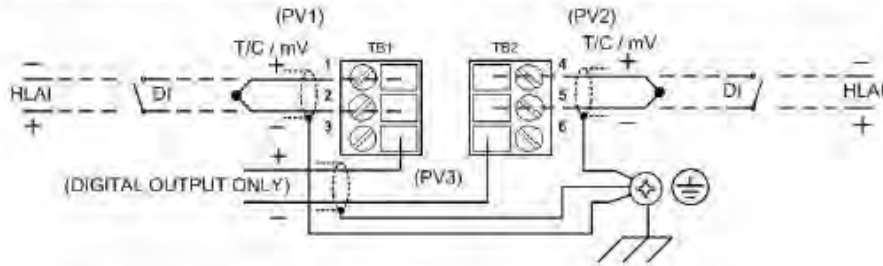 (PV1) (PV2)
T/C / mV TB1 TB2 T/C / mV
− + 1 4 + −
HLAI DI 2 5 DI HLAI
+ − 3 6 − +
+
(DIGITAL OUTPUT ONLY) (PV3)
−